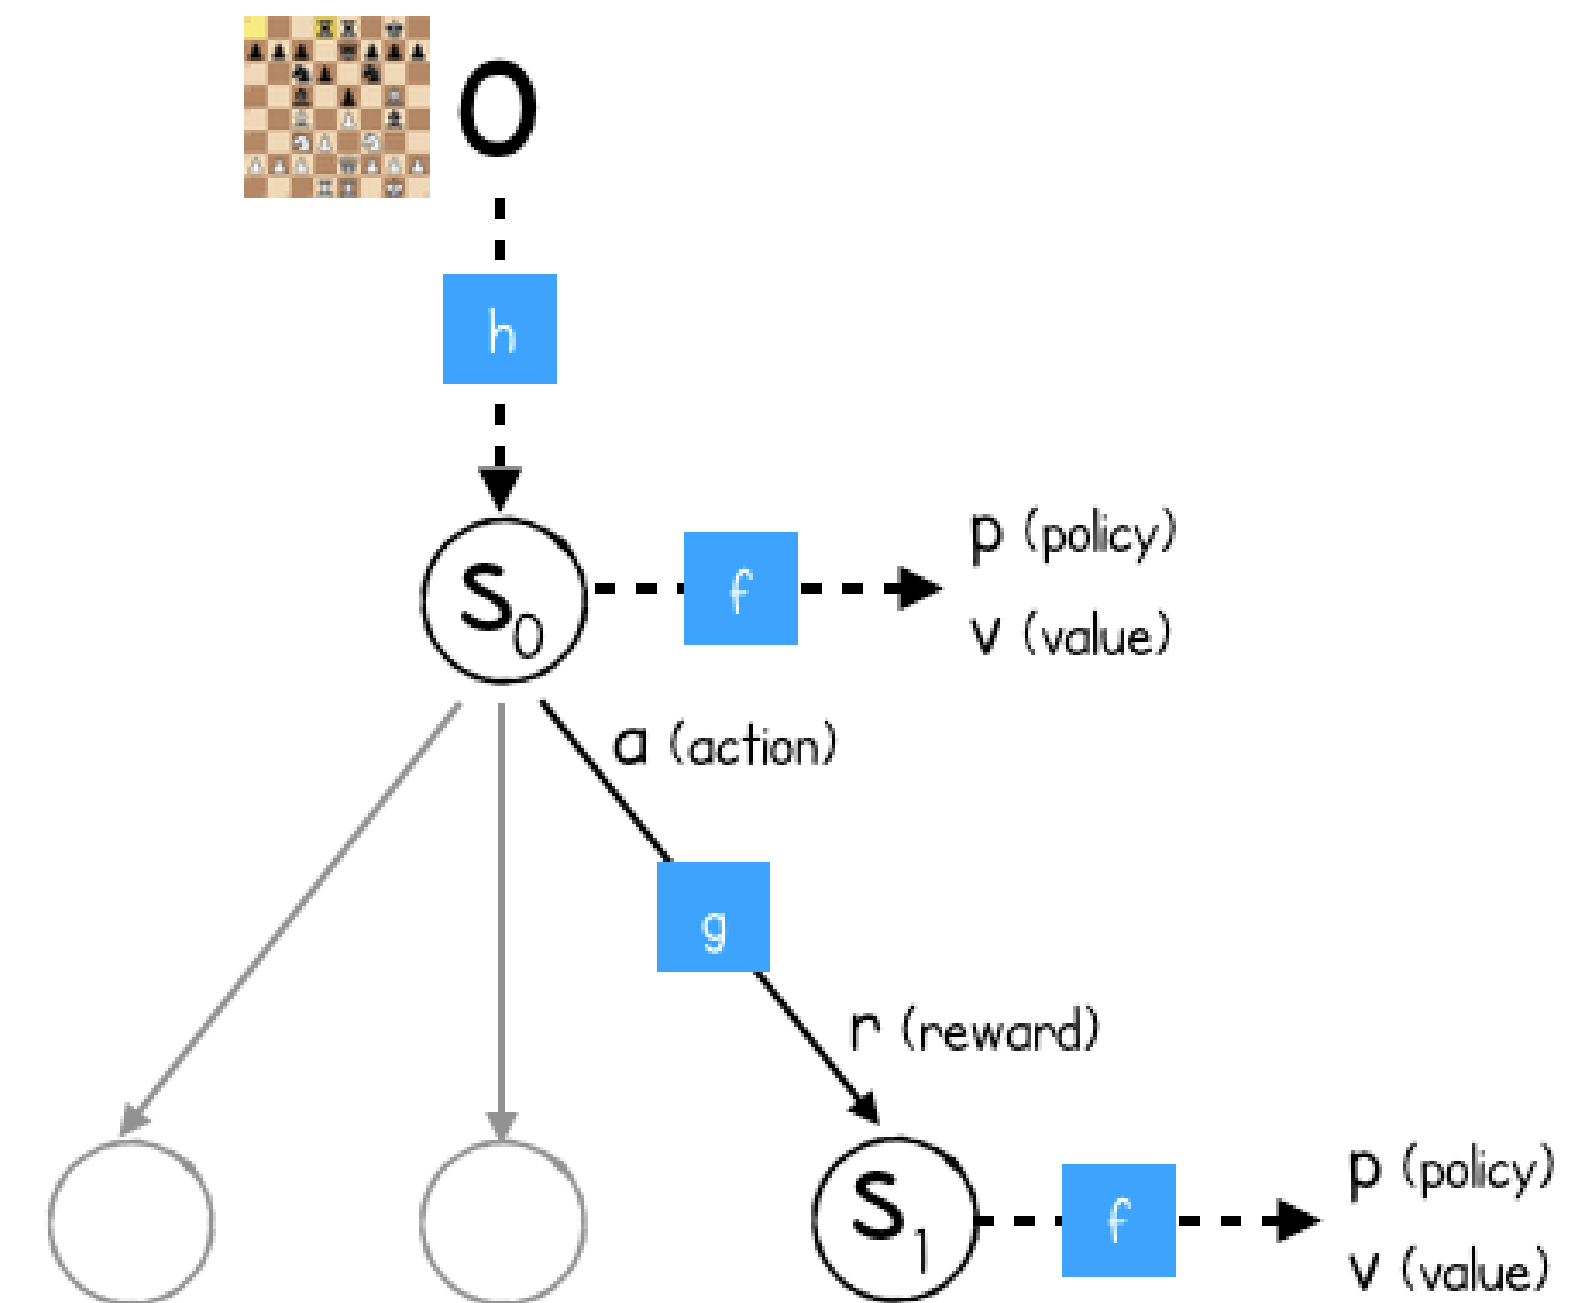 O
h
S0
f
p (policy)
v (value)
a (action)
g
r (reward)
S1
f
p (policy)
v (value)